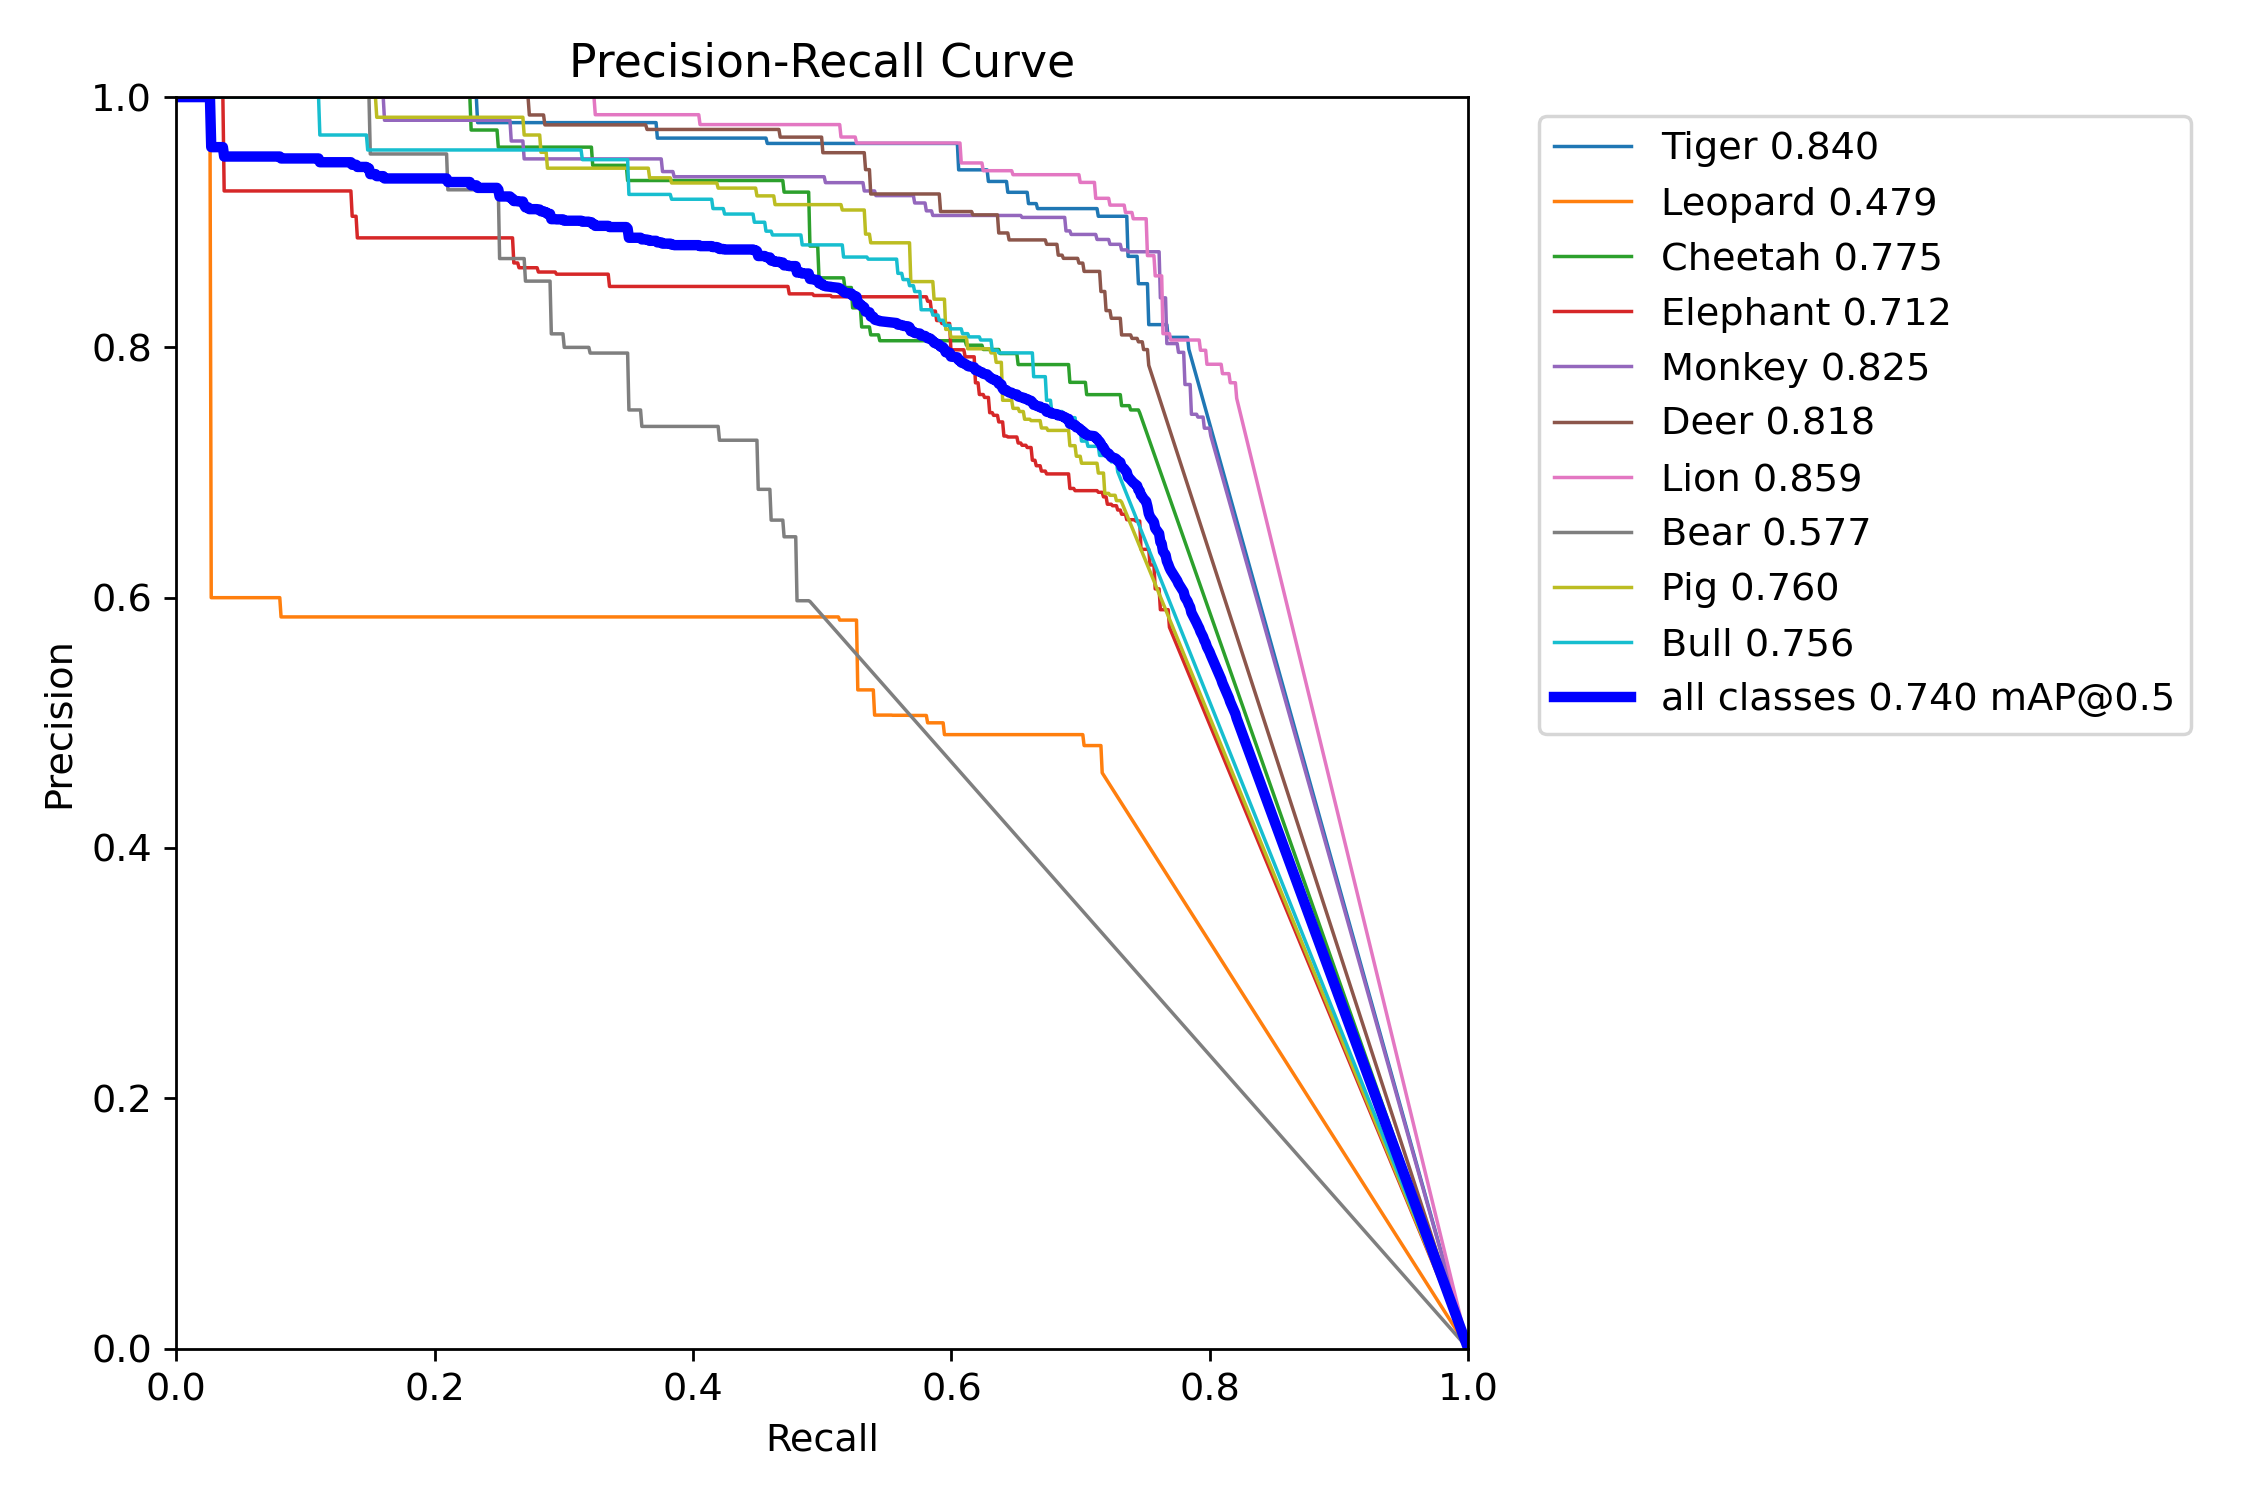 Precision-Recall Curve
1.0
0.8
0.6
0.4
0.2
0.0
Precision
0.0 0.2 0.4 0.6 0.8 1.0
Recall
Tiger 0.840
Leopard 0.479
Cheetah 0.775
Elephant 0.712
Monkey 0.825
Deer 0.818
Lion 0.859
Bear 0.577
Pig 0.760
Bull 0.756
all classes 0.740 mAP@0.5